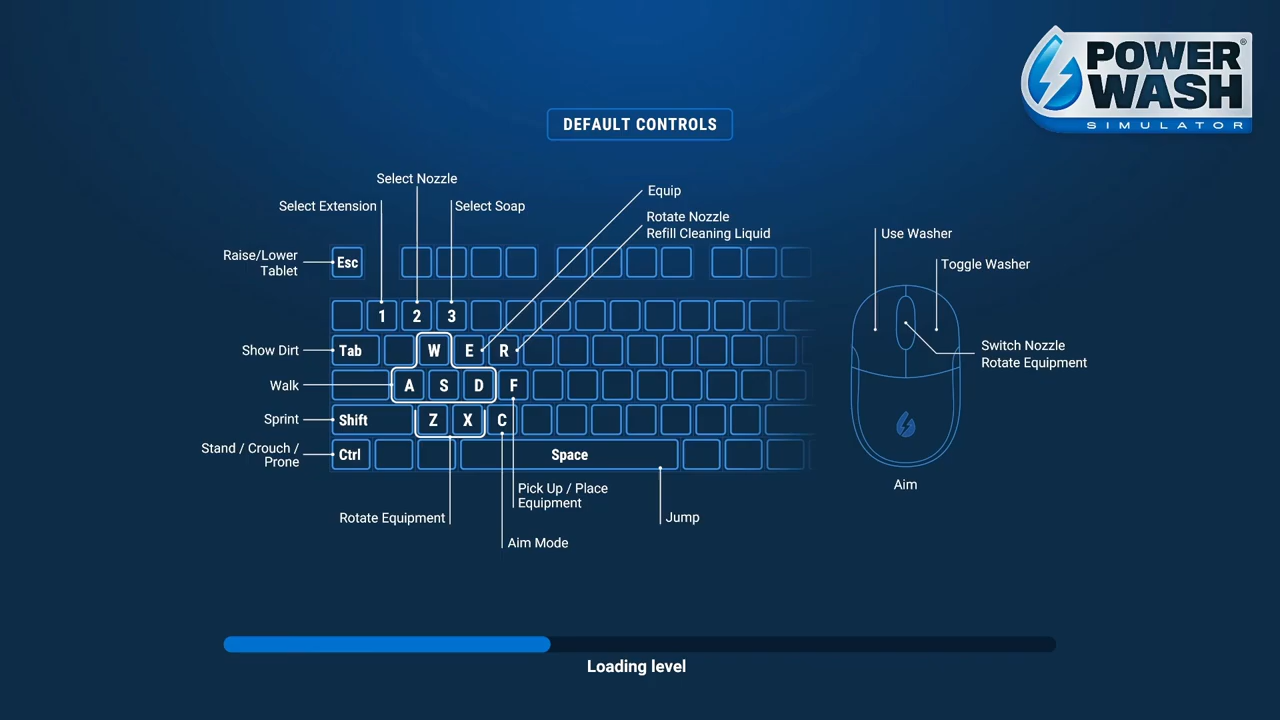 POWER
WASH®
SIMULATOR
DEFAULT CONTROLS
Select Nozzle
Select Extension
Select Soap
Equip
Rotate Nozzle
Refill Cleaning Liquid
Raise/Lower
Tablet
Esc
1 2 3
Show Dirt
Tab W E R
Walk
A S D F
Sprint
Shift Z X C
Stand / Crouch /
Prone
Ctrl Space
Pick Up / Place
Equipment
Rotate Equipment
Jump
Aim Mode
Use Washer
Toggle Washer
Switch Nozzle
Rotate Equipment
Aim
Loading level